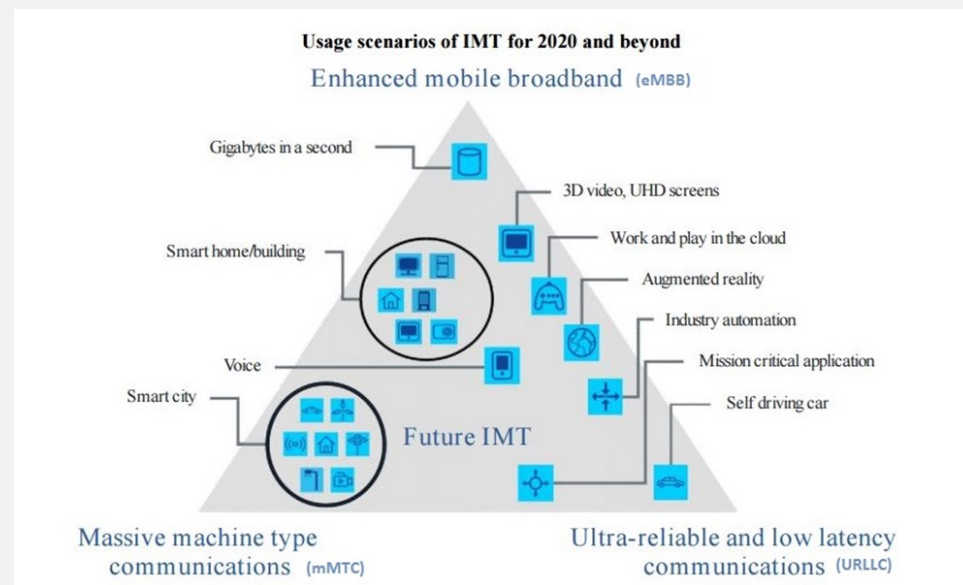 Usage scenarios of IMT for 2020 and beyond
Enhanced mobile broadband (eMBB)
Gigabytes in a second
3D video, UHD screens
Work and play in the cloud
Smart home/building
Augmented reality
Industry automation
Voice
Mission critical application
Smart city
Self driving car
Future IMT
Massive machine type
communications (mMTC)
Ultra-reliable and low latency
communications (URLLC)